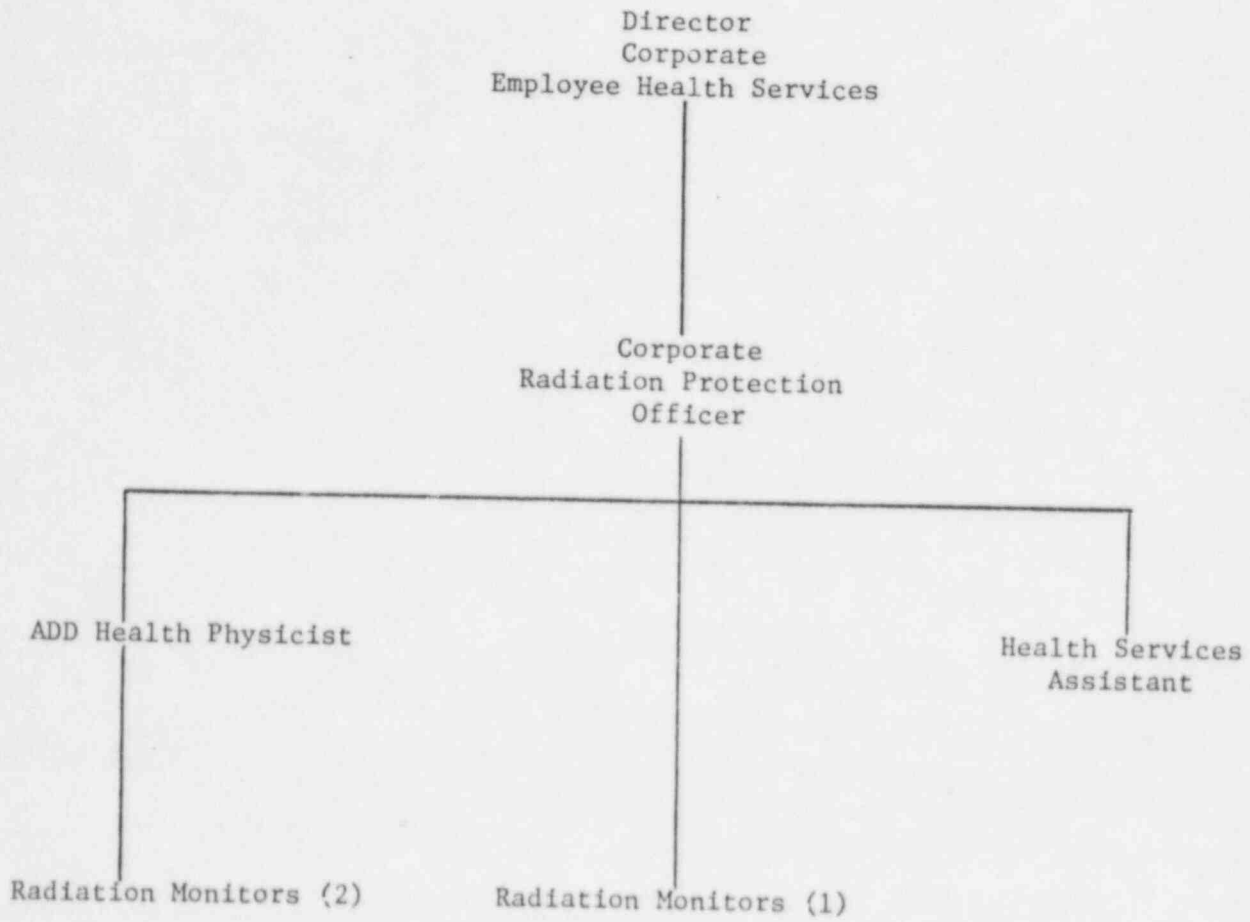 Director
Corporate
Employee Health Services
Corporate
Radiation Protection
Officer
ADD Health Physicist
Health Services
Assistant
Radiation Monitors (2)
Radiation Monitors (1)